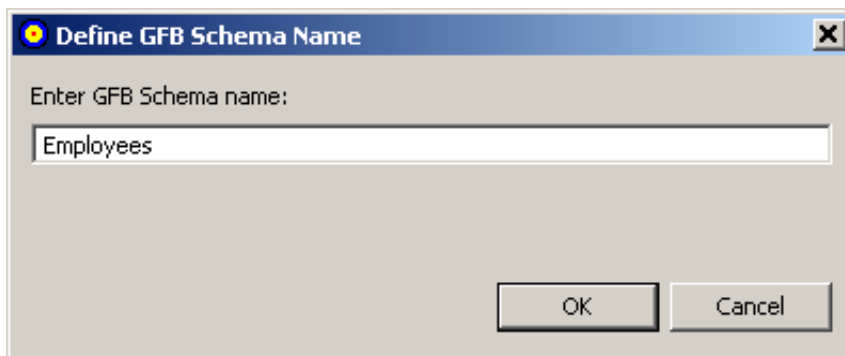 Define GFB Schema Name
Enter GFB Schema name:
Employees
OK Cancel